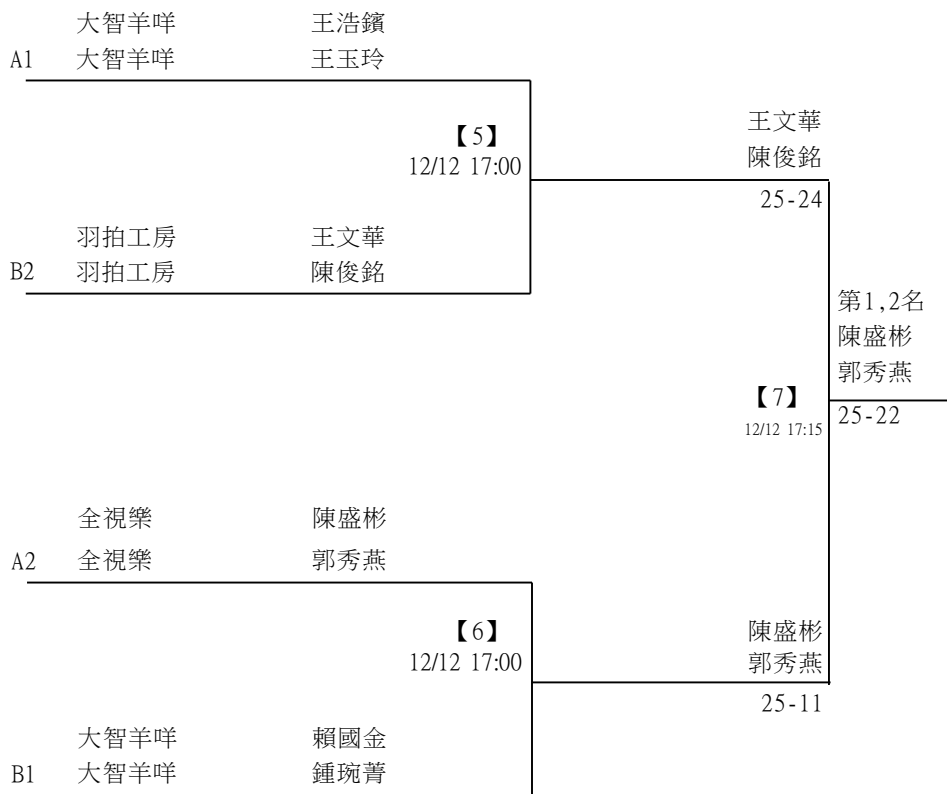 大智羊咩 王浩鑌
A1 大智羊咩 王玉玲
【5】
12/12 17:00
王文華
陳俊銘
25-24
羽拍工房 王文華
B2 羽拍工房 陳俊銘
第1,2名
陳盛彬
郭秀燕
25-22
【7】
12/12 17:15
全視樂 陳盛彬
A2 全視樂 郭秀燕
【6】
12/12 17:00
陳盛彬
郭秀燕
25-11
大智羊咩 賴國金
B1 大智羊咩 鍾琬菁